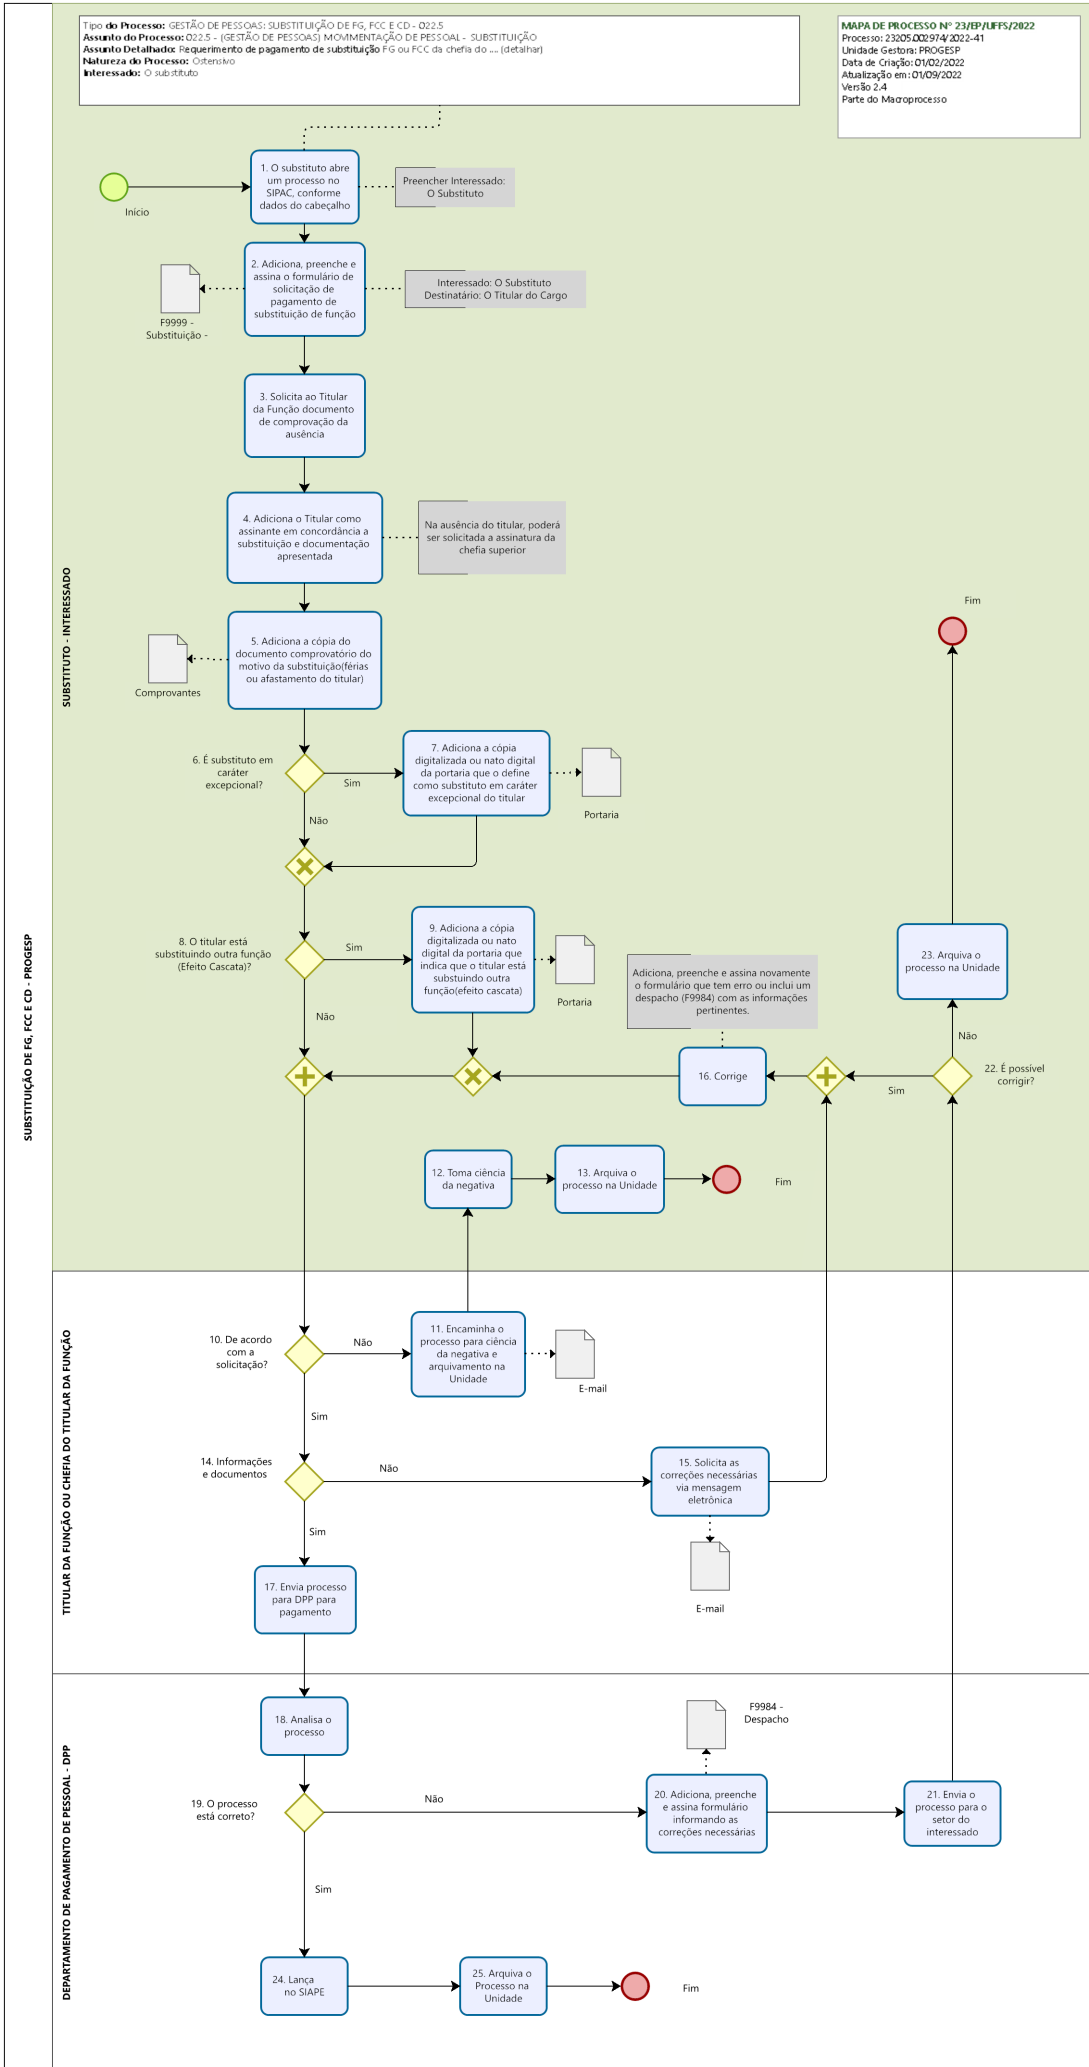 Tipo do Processo: GESTÃO DE PESSOAS: SUBSTITUIÇÃO DE FG, FCC E CD - 022.5
Assunto do Processo: 022.5 - (GESTÃO DE PESSOAS) MOVIMENTAÇÃO DE PESSOAL - SUBSTITUIÇÃO
Assunto Detalhado: Requerimento de pagamento de substituição FG ou FCC da chefia do .... (detalhar)
Natureza do Processo: Ostensivo
Interessado: O substituto
MAPA DE PROCESSO Nº 23/EP/UFFS/2022
Processo: 23205.002974/2022-41
Unidade Gestora: PROGESP
Data de Criação: 01/02/2022
Atualização em: 01/09/2022
Versão 2.4
Parte do Macroprocesso
SUBSTITUIÇÃO DE FG, FCC E CD - PROGESP
SUBSTITUTO - INTERESSADO
Início
1. O substituto abre
um processo no
SIPAC, conforme
dados do cabeçalho
Preencher Interessado:
O Substituto
2. Adiciona, preenche e
assina o formulário de
solicitação de
pagamento de
substituição de função
F9999 -
Substituição -
Interessado: O Substituto
Destinatário: O Titular do Cargo
3. Solicita ao Titular
da Função documento
de comprovação da
ausência
4. Adiciona o Titular como
assinante em concordância a
substituição e documentação
apresentada
Na ausência do titular, poderá
ser solicitada a assinatura da
chefia superior
5. Adiciona a cópia do
documento comprovatório do
motivo da substituição(férias
ou afastamento do titular)
Comprovantes
6. É substituto em
caráter
excepcional?
Sim
Não
7. Adiciona a cópia
digitalizada ou nato digital
da portaria que o define
como substituto em caráter
excepcional do titular
Portaria
8. O titular está
substituindo outra função
(Efeito Cascata)?
Sim
Não
9. Adiciona a cópia
digitalizada ou nato
digital da portaria que
indica que o titular está
substuindo outra
função(efeito cascata)
Portaria
Adiciona, preenche e assina novamente
o formulário que tem erro ou inclui um
despacho (F9984) com as informações
pertinentes.
16. Corrige
Fim
23. Arquiva o
processo na Unidade
Não
22. É possível
corrigir?
Sim
12. Toma ciência
da negativa
13. Arquiva o
processo na Unidade
Fim
TITULAR DA FUNÇÃO OU CHEFIA DO TITULAR DA FUNÇÃO
10. De acordo
com a
solicitação?
Não
Sim
11. Encaminha o
processo para ciência
da negativa e
arquivamento na
Unidade
E-mail
14. Informações
e documentos
Não
Sim
15. Solicita as
correções necessárias
via mensagem
eletrônica
E-mail
17. Envia processo
para DPP para
pagamento
DEPARTAMENTO DE PAGAMENTO DE PESSOAL - DPP
18. Analisa o
processo
19. O processo
está correto?
Não
Sim
F9984 -
Despacho
20. Adiciona, preenche
e assina formulário
informando as
correções necessárias
21. Envia o
processo para o
setor do
interessado
24. Lança
no SIAPE
25. Arquiva o
Processo na
Unidade
Fim